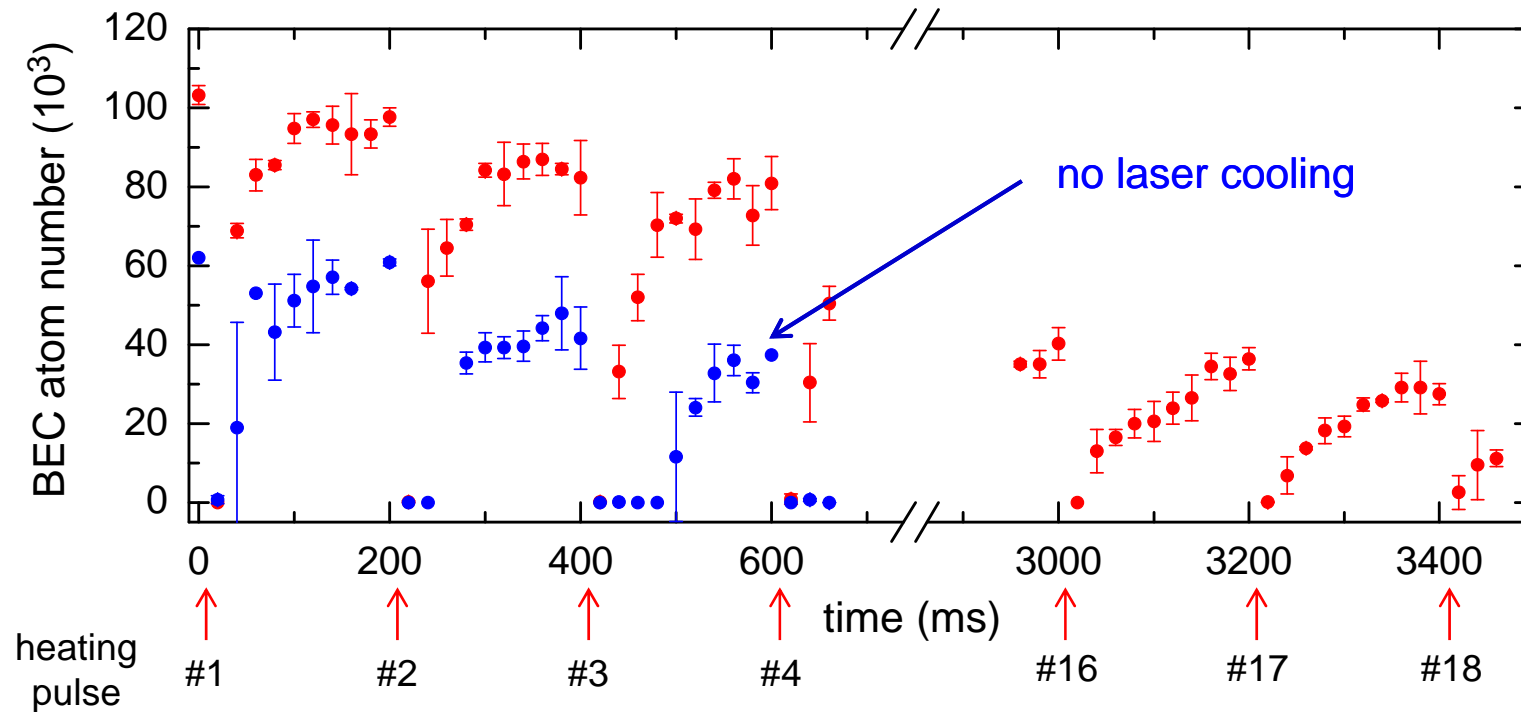 BEC atom number (10³)
120
100
80
60
40
20
0
no laser cooling
0 200 400 600 3000 3200 3400
time (ms)
heating
pulse
#1 #2 #3 #4 #16 #17 #18